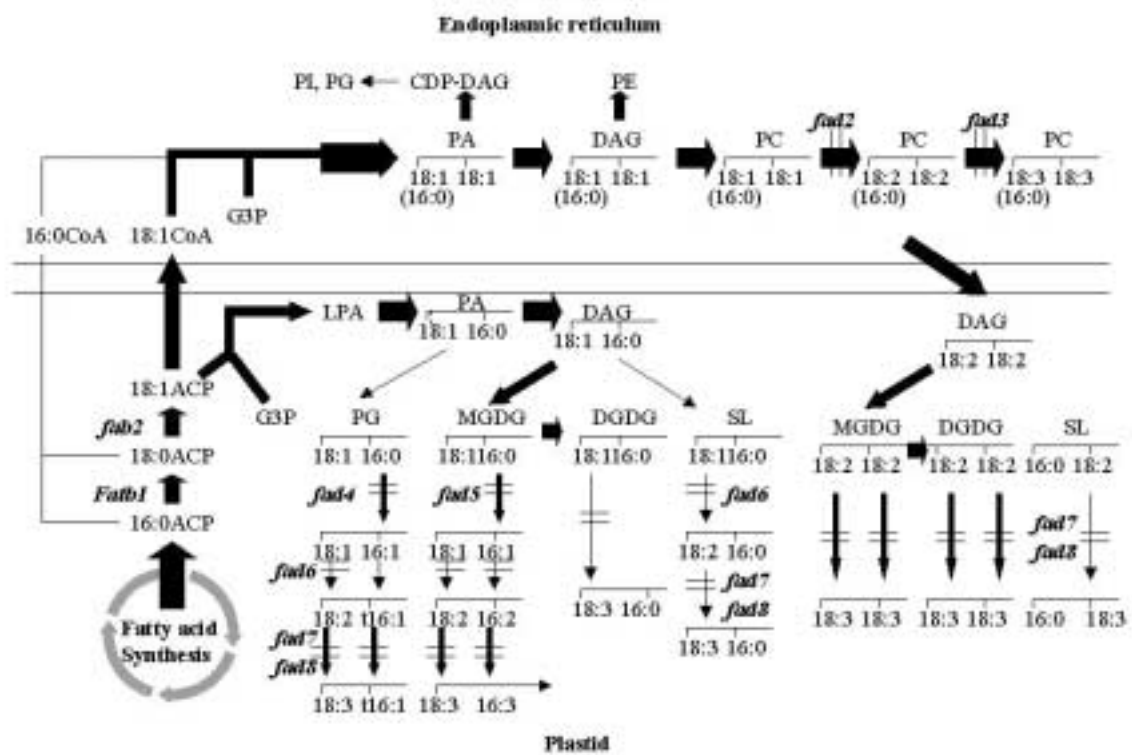 Endoplasmic reticulum
PI, PG CDP-DAG PE
fad2 fad3
PA DAG PC PC PC
18:1 18:1 18:1 18:1 18:1 18:1 18:2 18:2 18:3 18:3
(16:0) (16:0) (16:0) (16:0) (16:0)
G3P
16:0CoA 18:1CoA
LPA PA DAG DAG
18:1 16:0 18:1 16:0
18:2 18:2
18:1ACP
G3P PG MGDG DGDG SL MGDG DGDG SL
fab2
18:0ACP 18:1 16:0 18:116:0 18:116:0 18:116:0 18:2 18:2 18:2 18:2 16:0 18:2
Fatb1 fad4 fad5 fad6
16:0ACP
fad7
18:1 16:1 18:1 16:1 18:2 16:0 fad8
fad6
fad7
18:2 t16:1 18:2 16:2 18:3 16:0 fad8 18:3 18:3 18:3 18:3 16:0 18:3
Fatty acid
Synthesis
fad7
18:3 16:0
fad8
18:3 t16:1 18:3 16:3
Plastid